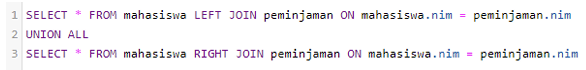 1 SELECT * FROM mahasiswa LEFT JOIN peminjaman ON mahasiswa.nim = peminjaman.nim
2 UNION ALL
3 SELECT * FROM mahasiswa RIGHT JOIN peminjaman ON mahasiswa.nim = peminjaman.nim